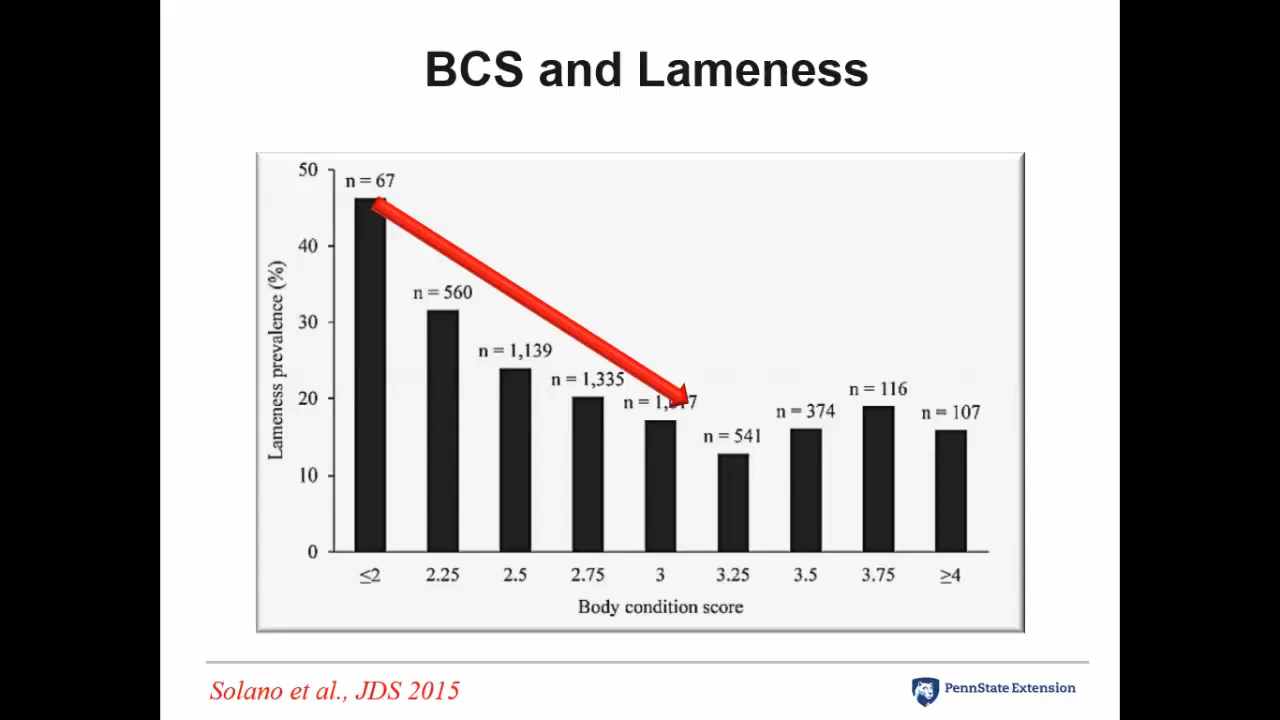 BCS and Lameness
50
n = 67
40
n = 560
30
n = 1,139
n = 1,335
20
n =
n = 541
n = 374
n = 116
n = 107
10
0
Lameness prevalence (%)
≤2 2.25 2.5 2.75 3 3.25 3.5 3.75 ≥4
Body condition score
Solano et al., JDS 2015
PennState Extension